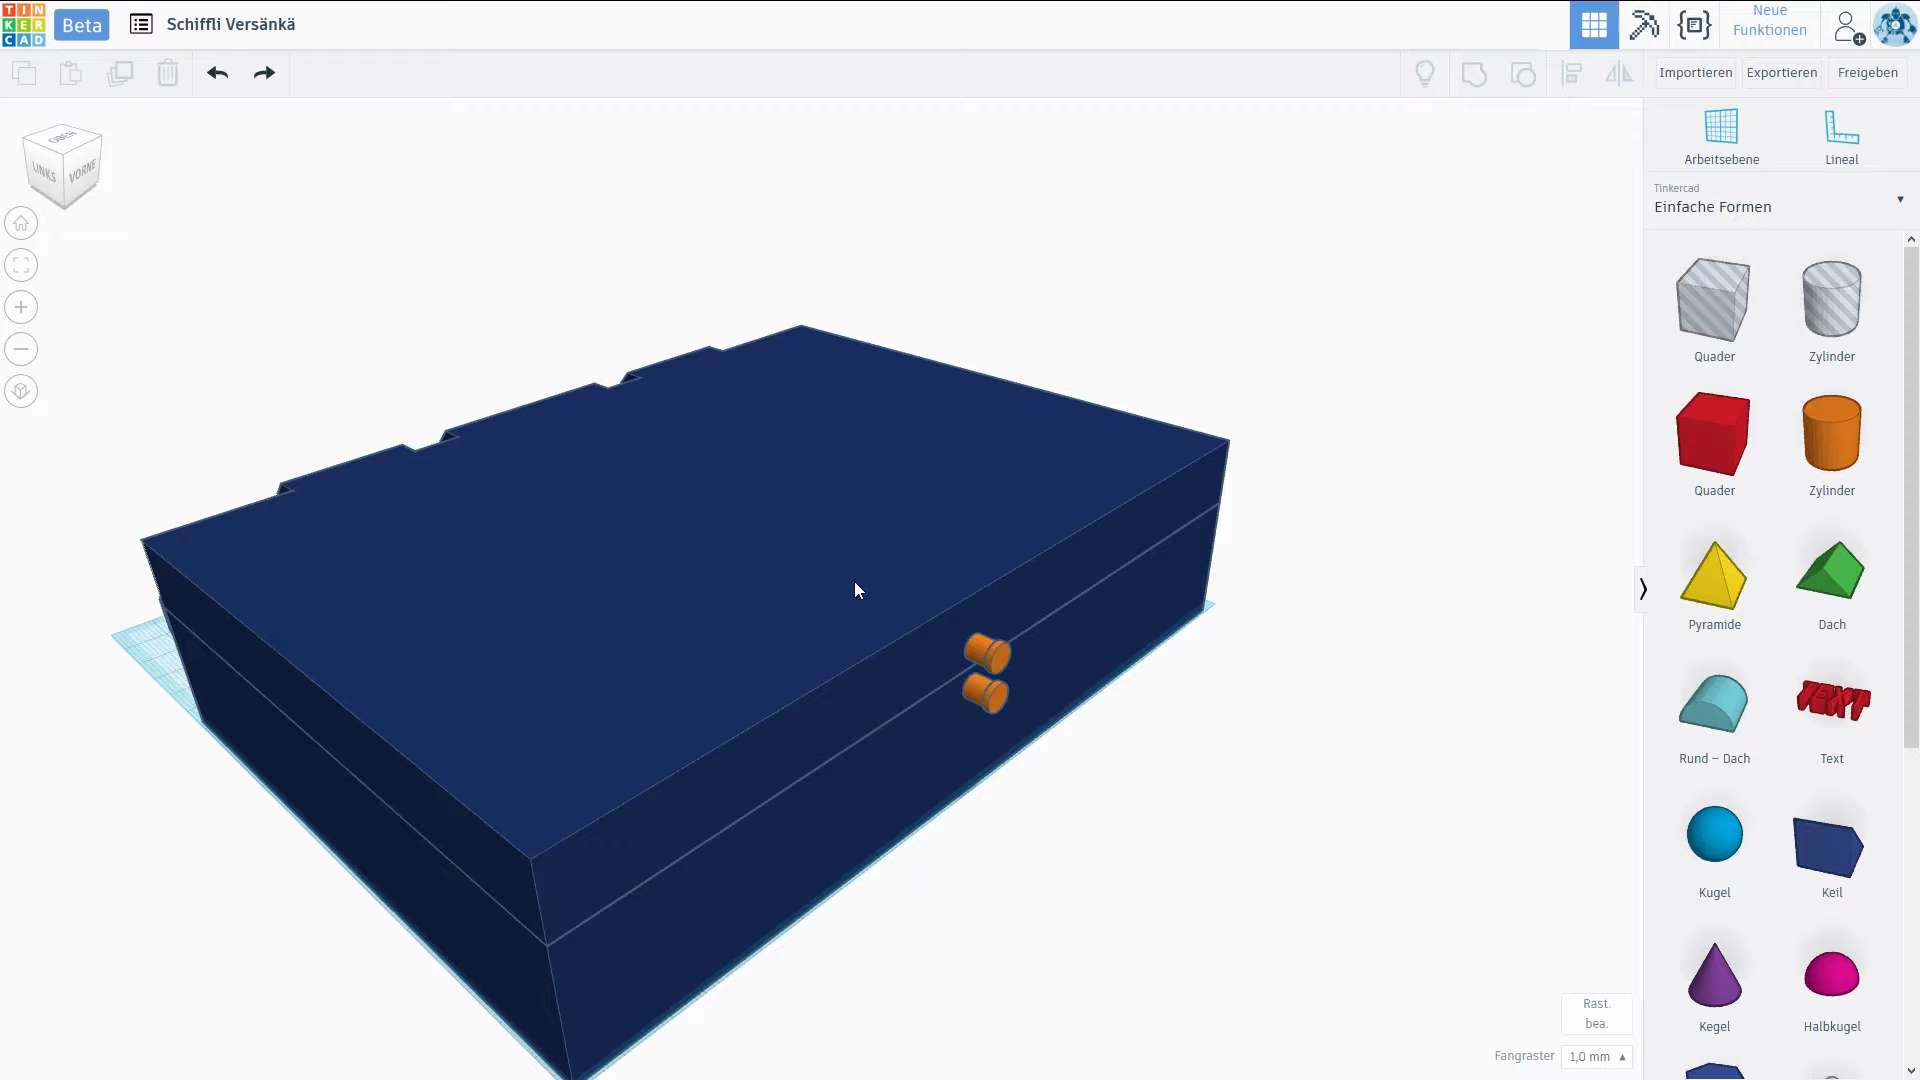 TIN
KER
CAD
Beta
Schiffli Versänkä
Neue
Funktionen
Importieren
Exportieren
Freigeben
OBEN
LINKS
VORNE
Arbeitsebene
Lineal
Tinkercad
Einfache Formen
Quader
Zylinder
Quader
Zylinder
Pyramide
Dach
TEXT
Rund – Dach
Text
Kugel
Keil
Kegel
Halbkugel
Rast.
bea.
Fangraster
1,0 mm